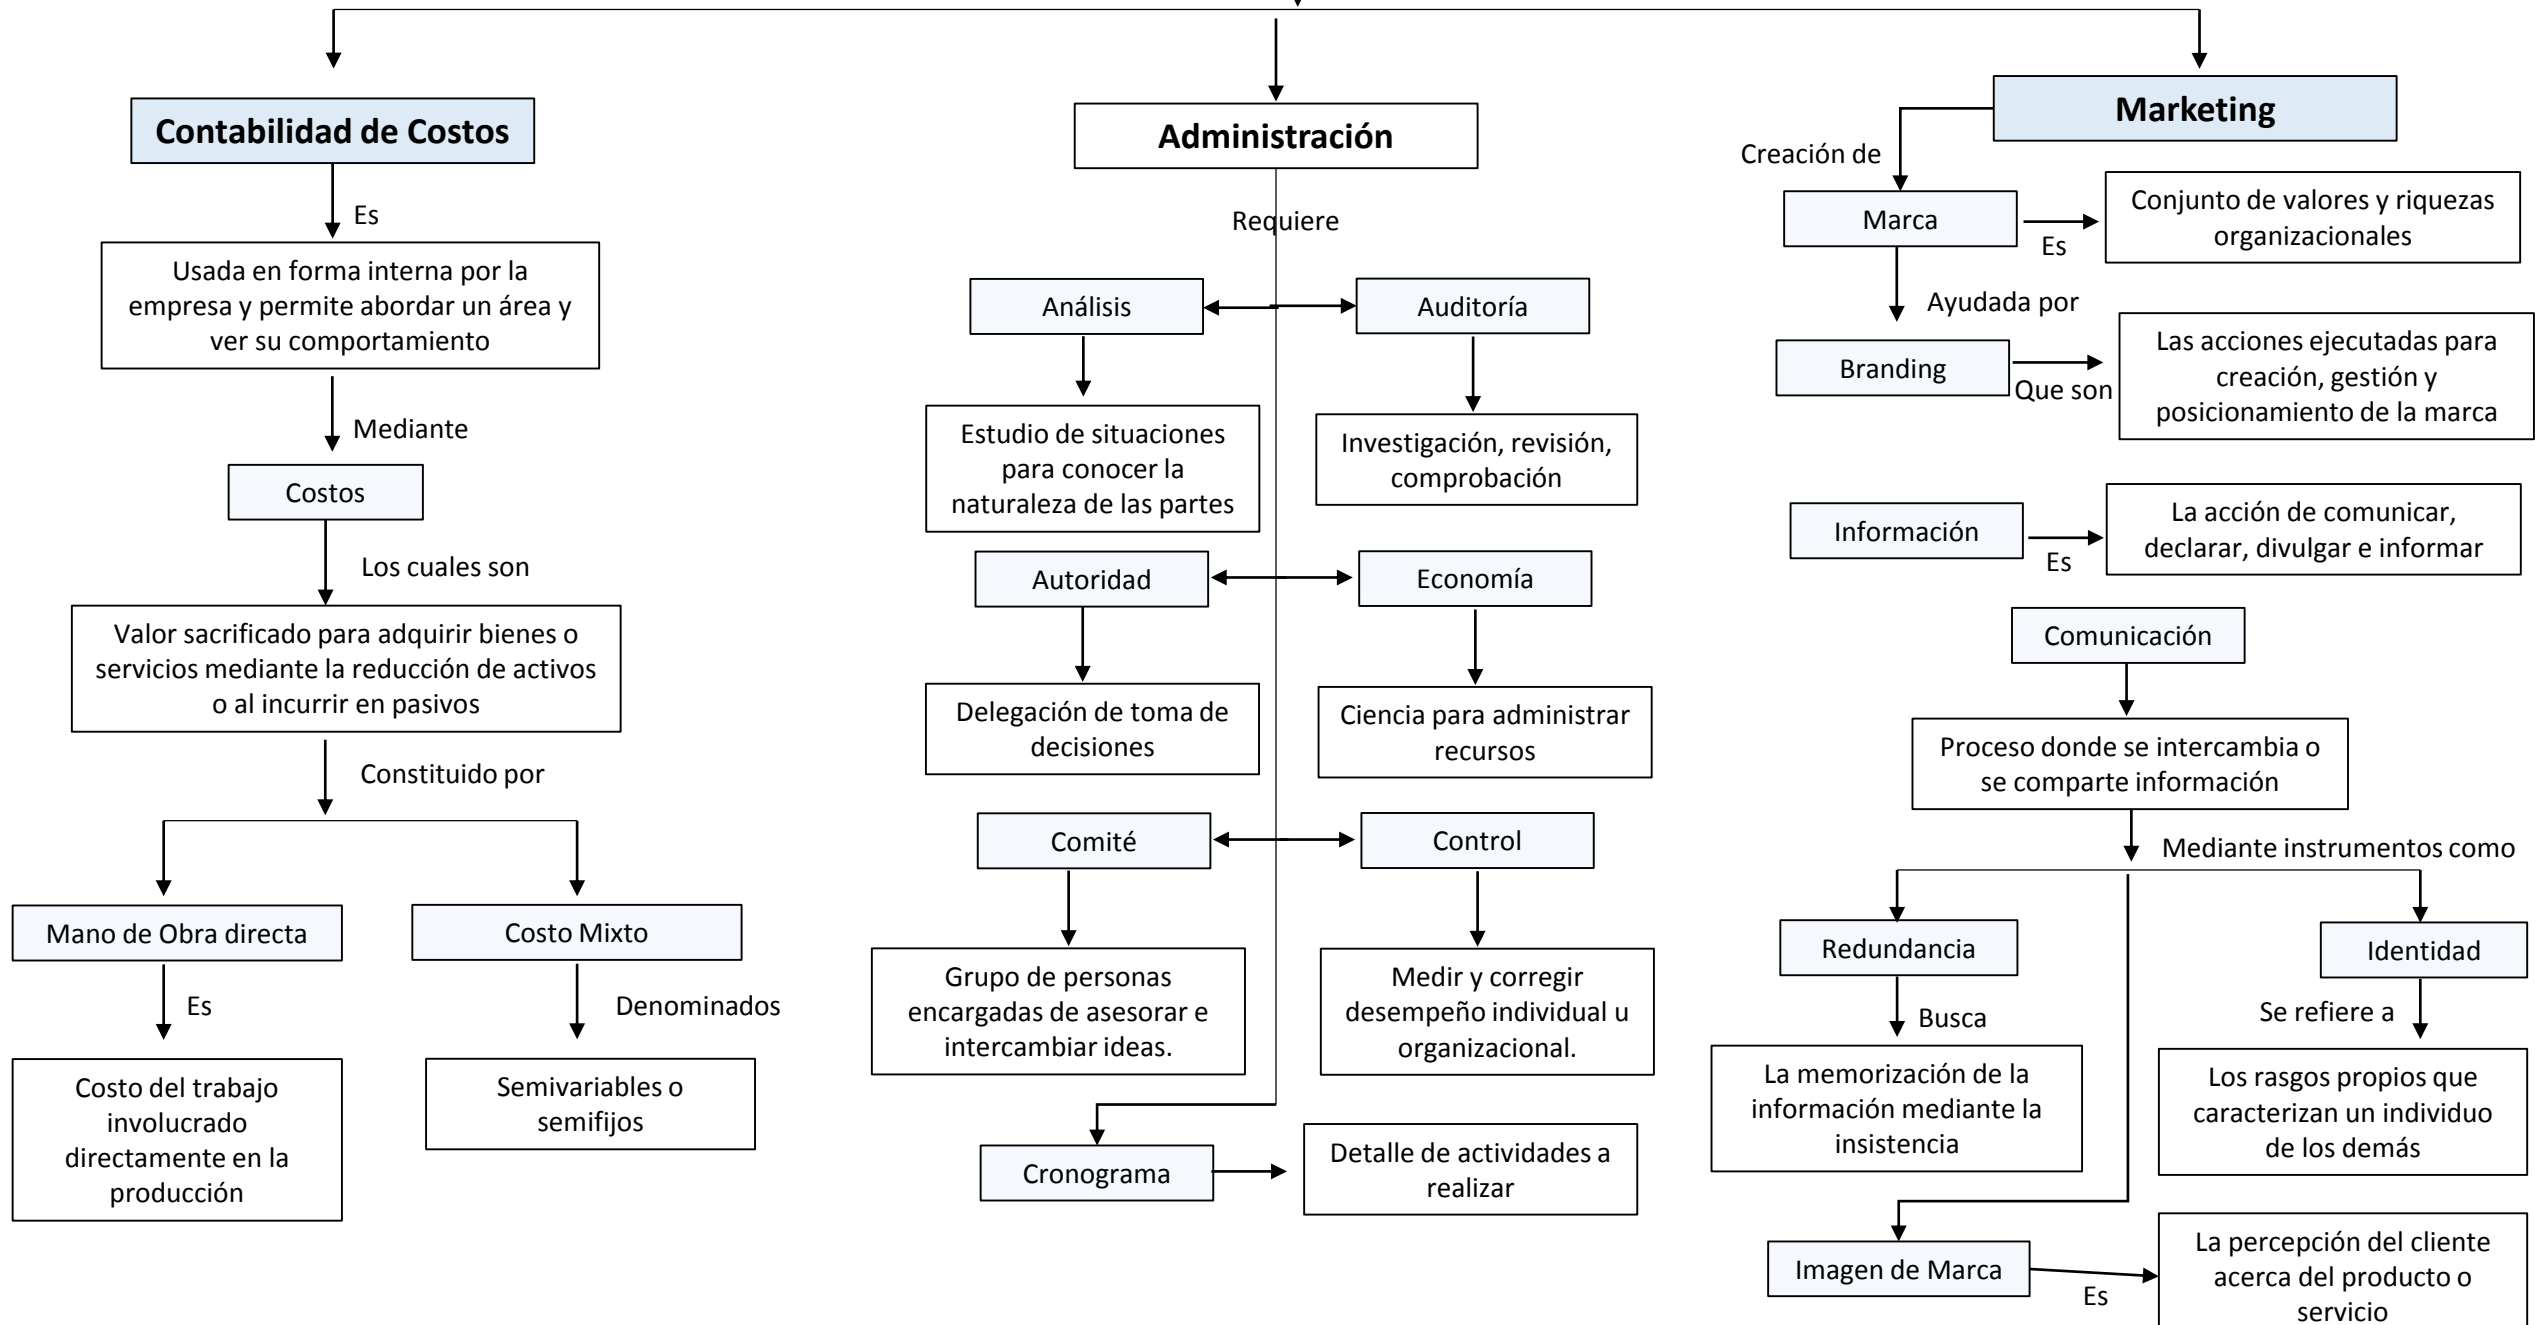 Contabilidad de Costos
Es
Usada en forma interna por la
empresa y permite abordar un área y
ver su comportamiento
Mediante
Costos
Los cuales son
Valor sacrificado para adquirir bienes o
servicios mediante la reducción de activos
o al incurrir en pasivos
Constituido por
Mano de Obra directa
Costo Mixto
Es
Denominados
Costo del trabajo
involucrado
directamente en la
producción
Semivariables o
semifijos
Administración
Requiere
Análisis
Auditoría
Estudio de situaciones
para conocer la
naturaleza de las partes
Investigación, revisión,
comprobación
Autoridad
Economía
Delegación de toma de
decisiones
Ciencia para administrar
recursos
Comité
Control
Grupo de personas
encargadas de asesorar e
intercambiar ideas.
Medir y corregir
desempeño individual u
organizacional.
Cronograma
Detalle de actividades a
realizar
Marketing
Creación de
Marca
Es
Conjunto de valores y riquezas
organizacionales
Ayudada por
Branding
Que son
Las acciones ejecutadas para
creación, gestión y
posicionamiento de la marca
Información
Es
La acción de comunicar,
declarar, divulgar e informar
Comunicación
Proceso donde se intercambia o
se comparte información
Mediante instrumentos como
Redundancia
Identidad
Busca
Se refiere a
La memorización de la
información mediante la
insistencia
Los rasgos propios que
caracterizan un individuo
de los demás
Imagen de Marca
Es
La percepción del cliente
acerca del producto o
servicio